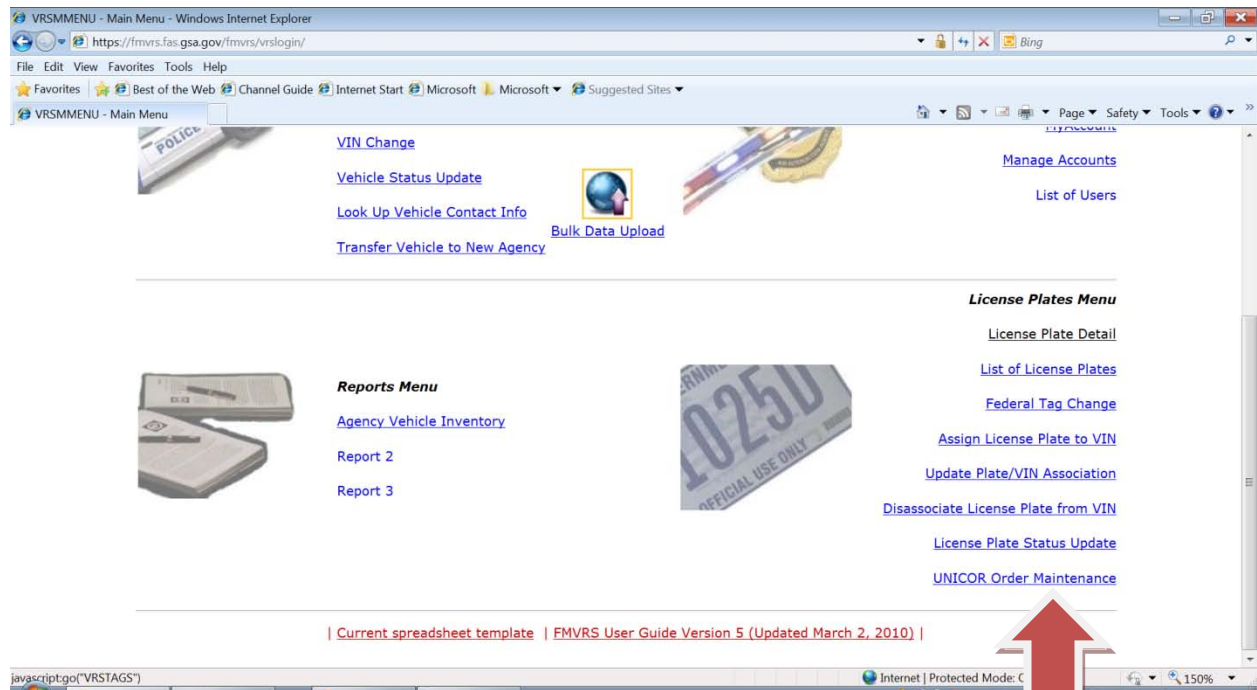 VRSMMENU - Main Menu - Windows Internet Explorer
https://fmvrs.fas.gsa.gov/fmvrs/vrslogin/
Bing
File Edit View Favorites Tools Help
Favorites Best of the Web Channel Guide Internet Start Microsoft Microsoft Suggested Sites
VRSMMENU - Main Menu
Page Safety Tools
POLICE
MyAccount
VIN Change
Manage Accounts
Vehicle Status Update
List of Users
Look Up Vehicle Contact Info
Bulk Data Upload
Transfer Vehicle to New Agency
License Plates Menu
License Plate Detail
List of License Plates
Reports Menu
Federal Tag Change
Agency Vehicle Inventory
Assign License Plate to VIN
Report 2
Update Plate/VIN Association
Report 3
1025D
OFFICIAL USE ONLY
Disassociate License Plate from VIN
License Plate Status Update
UNICOR Order Maintenance
| Current spreadsheet template | FMVRS User Guide Version 5 (Updated March 2, 2010) |
javascript:go("VRSTAGS")
Internet | Protected Mode: 
150%